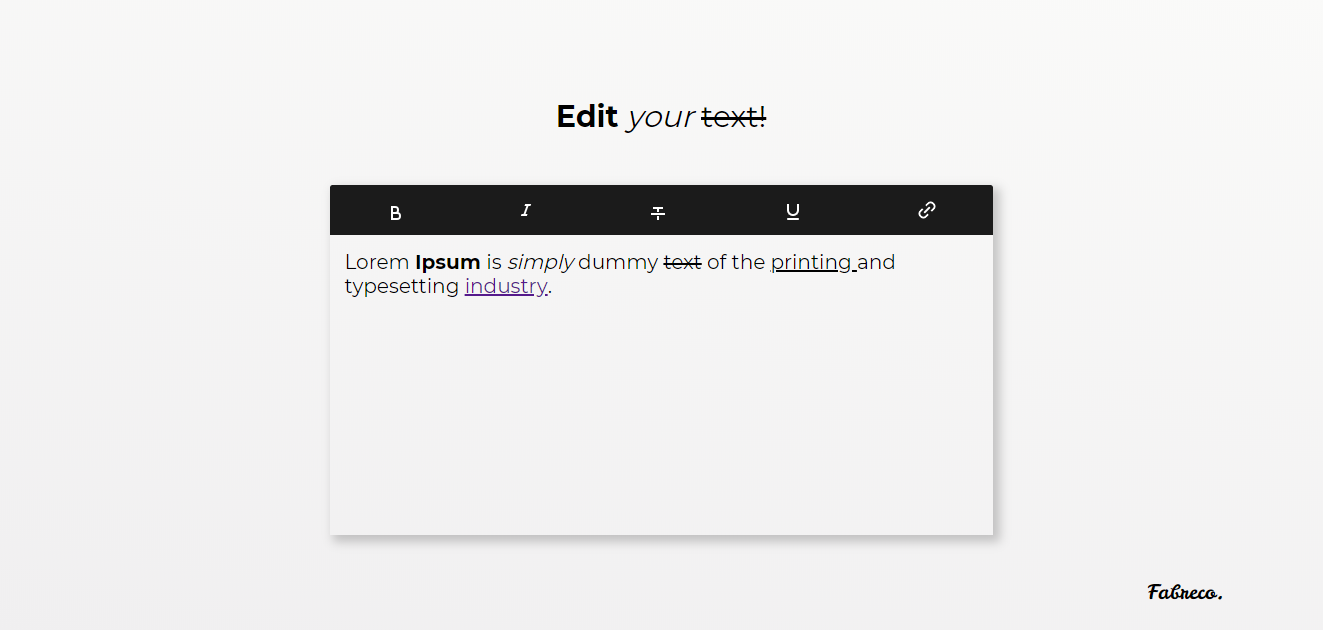 Edit your text!
B I T U
Lorem Ipsum is simply dummy text of the printing and
typesetting industry.
Fabreco.